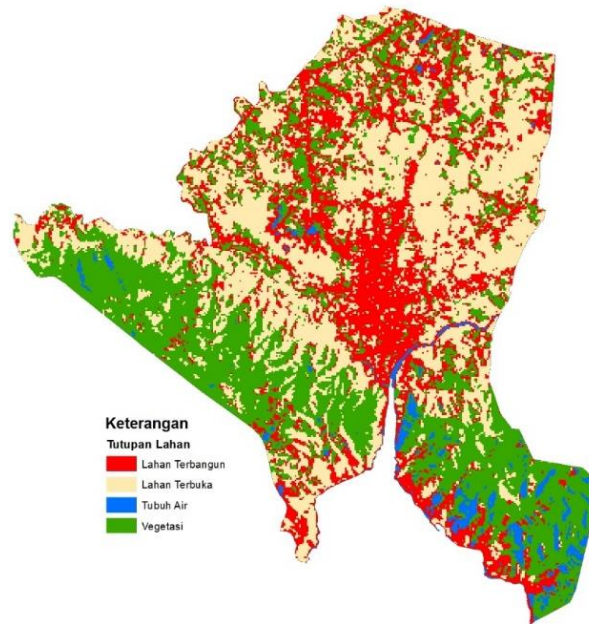 Keterangan
Tutupan Lahan
Lahan Terbangun
Lahan Terbuka
Tubuh Air
Vegetasi